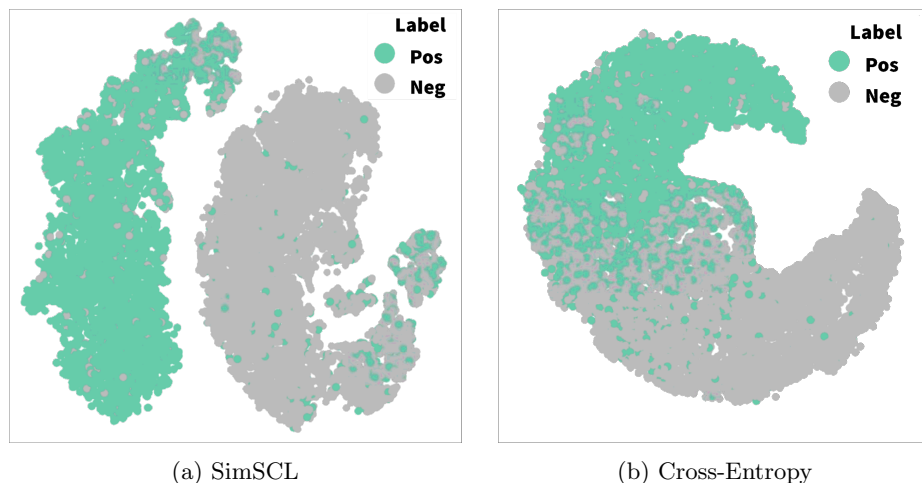 Label
Pos
Neg
Label
Pos
Neg
(a) SimSCL
(b) Cross-Entropy